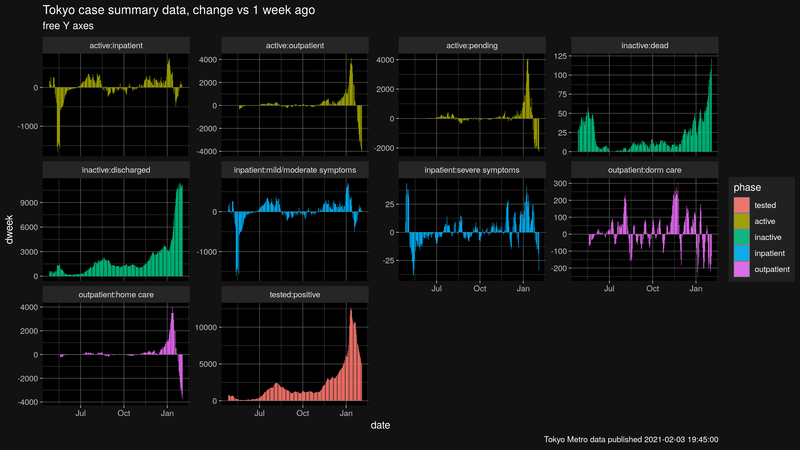 Tokyo case summary data, change vs 1 week ago
free Y axes
active:inpatient
active:outpatient
active:pending
inactive:dead
0
-1000
4000
2000
0
-2000
-4000
4000
2000
0
-2000
125
100
75
50
25
0
inactive:discharged
inpatient:mild/moderate symptoms
inpatient:severe symptoms
outpatient:dorm care
9000
6000
3000
0
0
-1000
25
0
-25
300
200
100
0
-100
-200
Jul Oct Jan
Jul Oct Jan
outpatient:home care
tested:positive
4000
2000
0
-2000
-4000
10000
5000
0
Jul Oct Jan
Jul Oct Jan
dweek
date
phase
tested
active
inactive
inpatient
outpatient
Tokyo Metro data published 2021-02-03 19:45:00